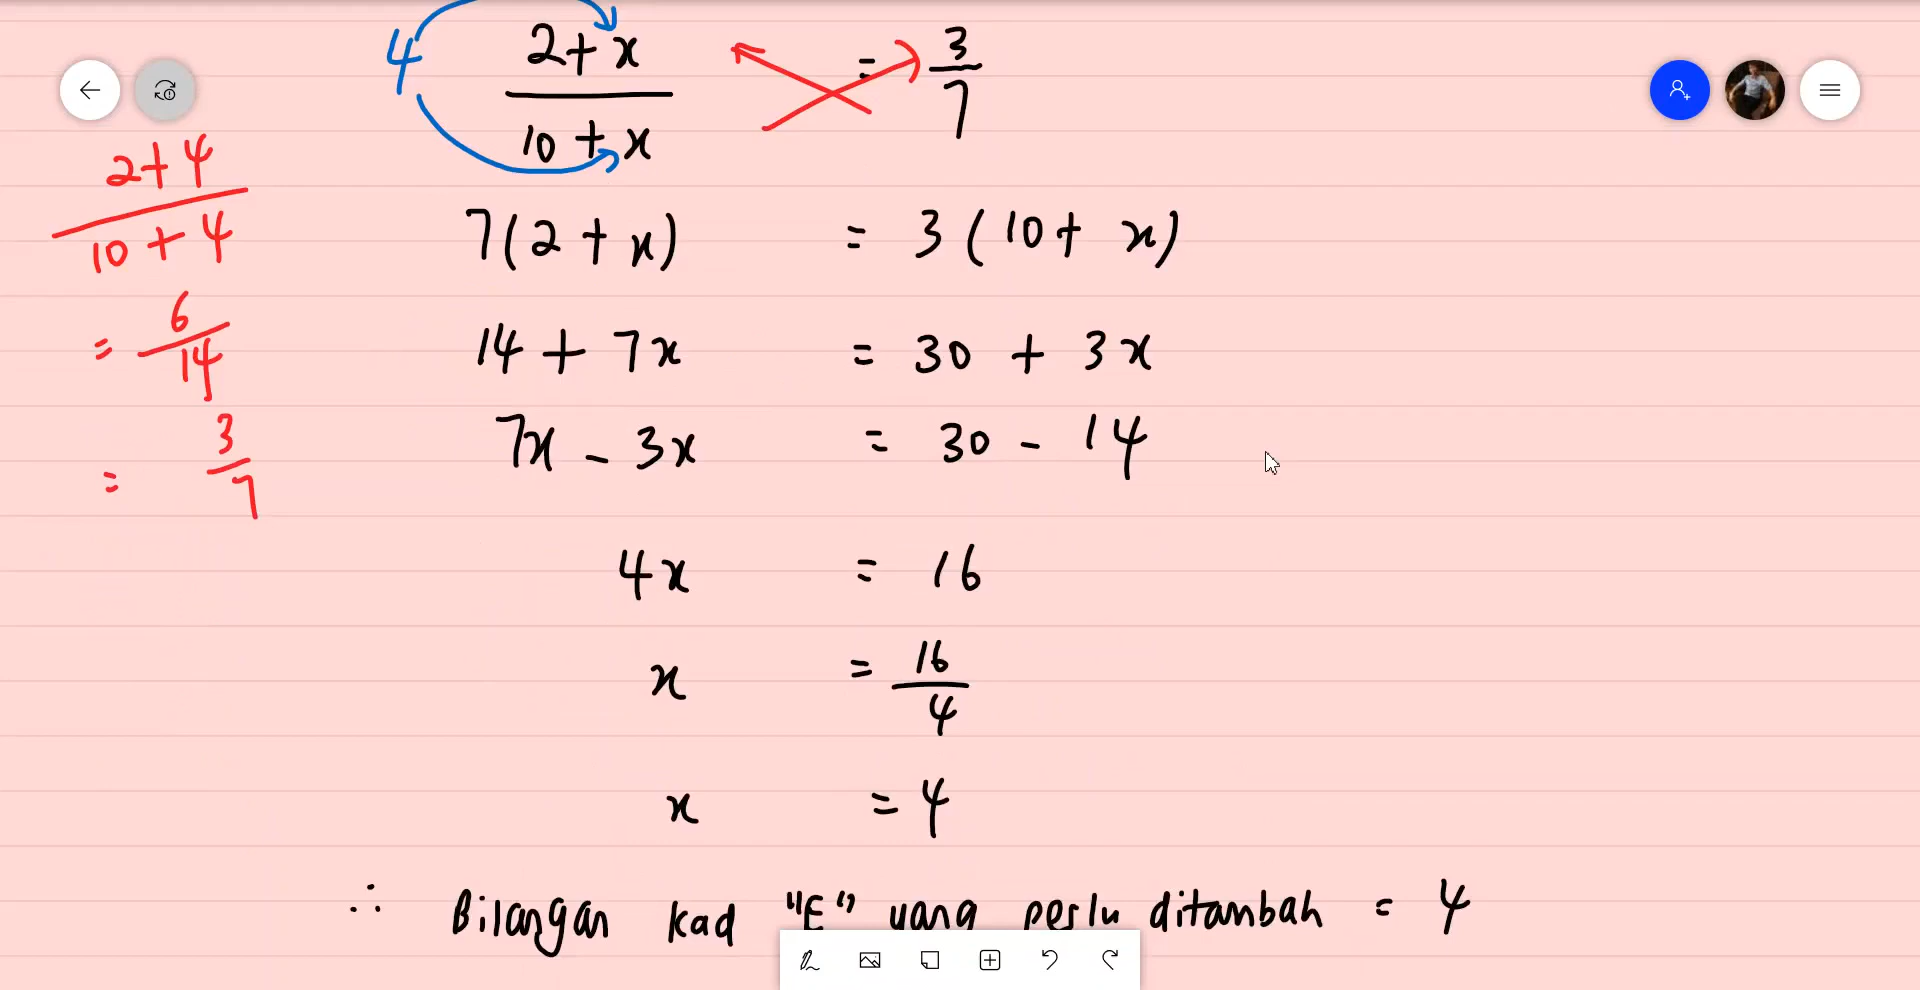 4
2 + x / 10 + x = 3/7
7(2 + x) = 3(10 + x)
14 + 7x = 30 + 3x
7x - 3x = 30 - 14
4x = 16
x = 16/4
x = 4
∴ Bilangan kad "E" yang perlu ditambah = 4
2+4 / 10+4
= 6/14
= 3/7